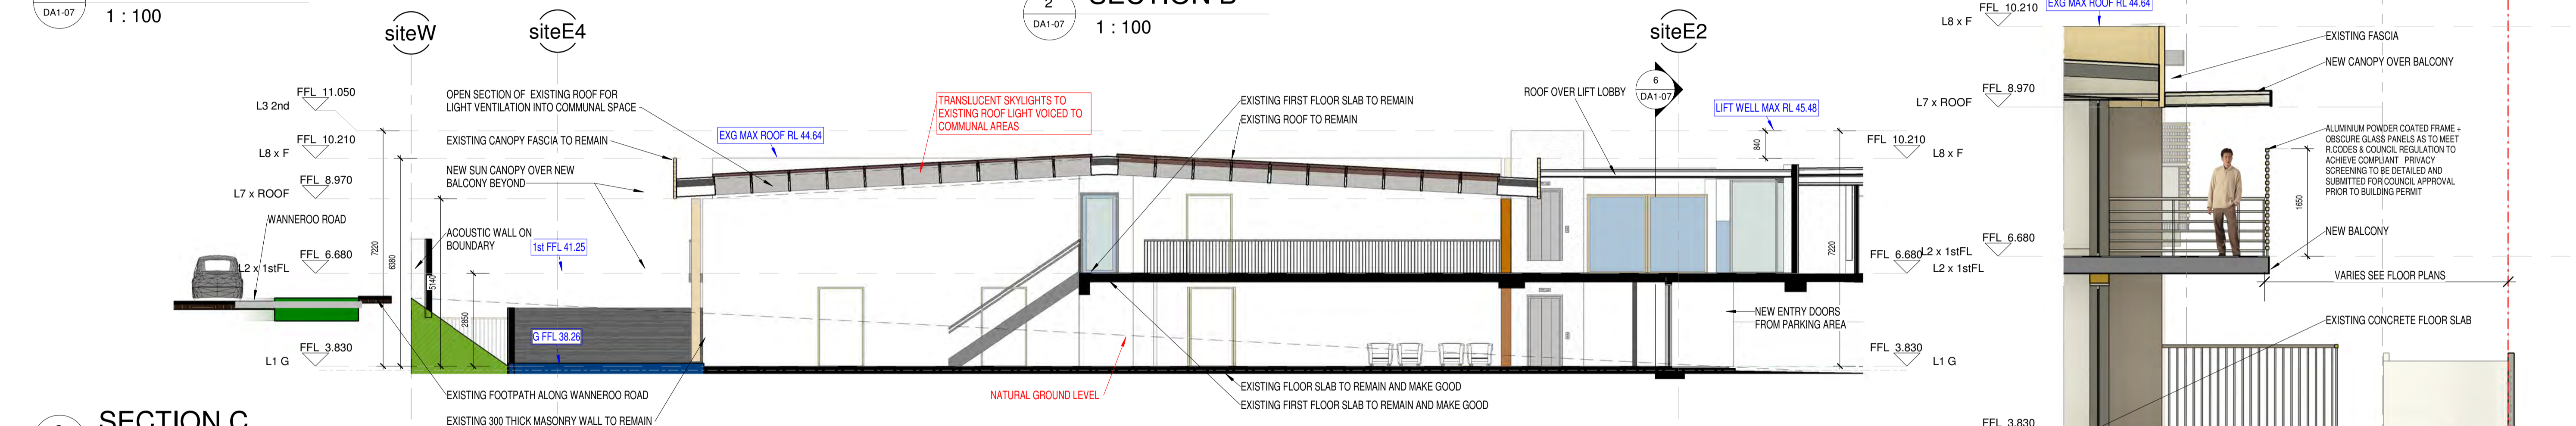 DA1-07
1 : 100
2
DA1-07
SECTION B
1 : 100
siteW
siteE4
siteE2
L3 2nd
FFL 11.050
L8 x F
FFL 10.210
L7 x ROOF
FFL 8.970
WANNEROO ROAD
L2 x 1stFL
FFL 6.680
L1 G
FFL 3.830
7220
6380
5140
2850
OPEN SECTION OF EXISTING ROOF FOR
LIGHT VENTILATION INTO COMMUNAL SPACE
EXISTING CANOPY FASCIA TO REMAIN
NEW SUN CANOPY OVER NEW
BALCONY BEYOND
ACOUSTIC WALL ON
BOUNDARY
1st FFL 41.25
G FFL 38.26
EXISTING FOOTPATH ALONG WANNEROO ROAD
EXISTING 300 THICK MASONRY WALL TO REMAIN
EXG MAX ROOF RL 44.64
TRANSLUCENT SKYLIGHTS TO
EXISTING ROOF LIGHT VOICED TO
COMMUNAL AREAS
NATURAL GROUND LEVEL
EXISTING FIRST FLOOR SLAB TO REMAIN
EXISTING ROOF TO REMAIN
EXISTING FLOOR SLAB TO REMAIN AND MAKE GOOD
EXISTING FIRST FLOOR SLAB TO REMAIN AND MAKE GOOD
ROOF OVER LIFT LOBBY
6
DA1-07
LIFT WELL MAX RL 45.48
840
7220
NEW ENTRY DOORS
FROM PARKING AREA
FFL 10.210
L8 x F
FFL 6.680
L2 x 1stFL
L2 x 1stFL
FFL 3.830
L1 G
SECTION C
L8 x F
FFL 10.210
EXG MAX ROOF RL 44.64
L7 x ROOF
FFL 8.970
FFL 6.680
FFL 3.830
EXISTING FASCIA
NEW CANOPY OVER BALCONY
ALUMINIUM POWDER COATED FRAME +
OBSCURE GLASS PANELS AS TO MEET
R.CODES & COUNCIL REGULATION TO
ACHIEVE COMPLIANT PRIVACY
SCREENING TO BE DETAILED AND
SUBMITTED FOR COUNCIL APPROVAL
PRIOR TO BUILDING PERMIT
1650
NEW BALCONY
VARIES SEE FLOOR PLANS
EXISTING CONCRETE FLOOR SLAB